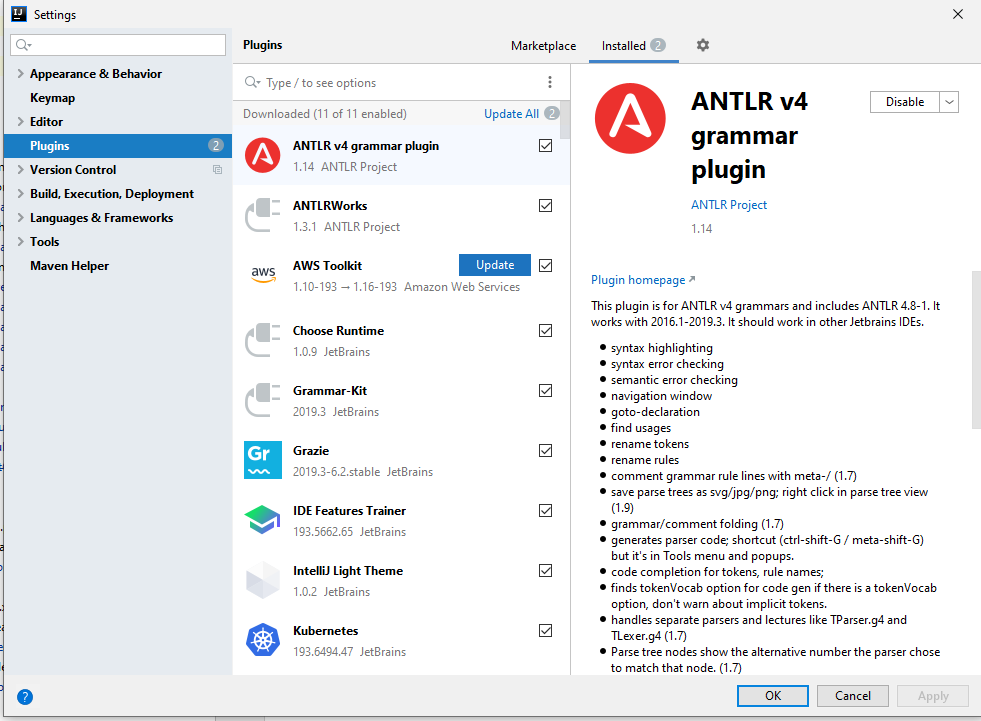 Settings
Appearance & Behavior
Keymap
Editor
Plugins 2
Version Control
Build, Execution, Deployment
Languages & Frameworks
Tools
Maven Helper
Plugins Marketplace Installed 2
Type / to see options
Downloaded (11 of 11 enabled) Update All 2
ANTLR v4 grammar plugin
1.14 ANTLR Project
ANTLRWorks
1.3.1 ANTLR Project
aws
AWS Toolkit Update
1.10-193 → 1.16-193 Amazon Web Services
Choose Runtime
1.0.9 JetBrains
Grammar-Kit
2019.3 JetBrains
Gr
Grazie
2019.3-6.2.stable JetBrains
IDE Features Trainer
193.5662.65 JetBrains
IntelliJ Light Theme
1.0.2 JetBrains
Kubernetes
193.6494.47 JetBrains
ANTLR v4
grammar
plugin
Disable
ANTLR Project
1.14
Plugin homepage
This plugin is for ANTLR v4 grammars and includes ANTLR 4.8-1. It
works with 2016.1-2019.3. It should work in other Jetbrains IDEs.
• syntax highlighting
• syntax error checking
• semantic error checking
• navigation window
• goto-declaration
• find usages
• rename tokens
• rename rules
• comment grammar rule lines with meta-/ (1.7)
• save parse trees as svg/jpg/png; right click in parse tree view
(1.9)
• grammar/comment folding (1.7)
• generates parser code; shortcut (ctrl-shift-G / meta-shift-G)
but it's in Tools menu and popups.
• code completion for tokens, rule names;
• finds tokenVocab option for code gen if there is a tokenVocab
option, don't warn about implicit tokens.
• handles separate parsers and lectures like TParser.g4 and
TLexer.g4 (1.7)
• Parse tree nodes show the alternative number the parser chose
to match that node. (1.7)
?
OK Cancel Apply